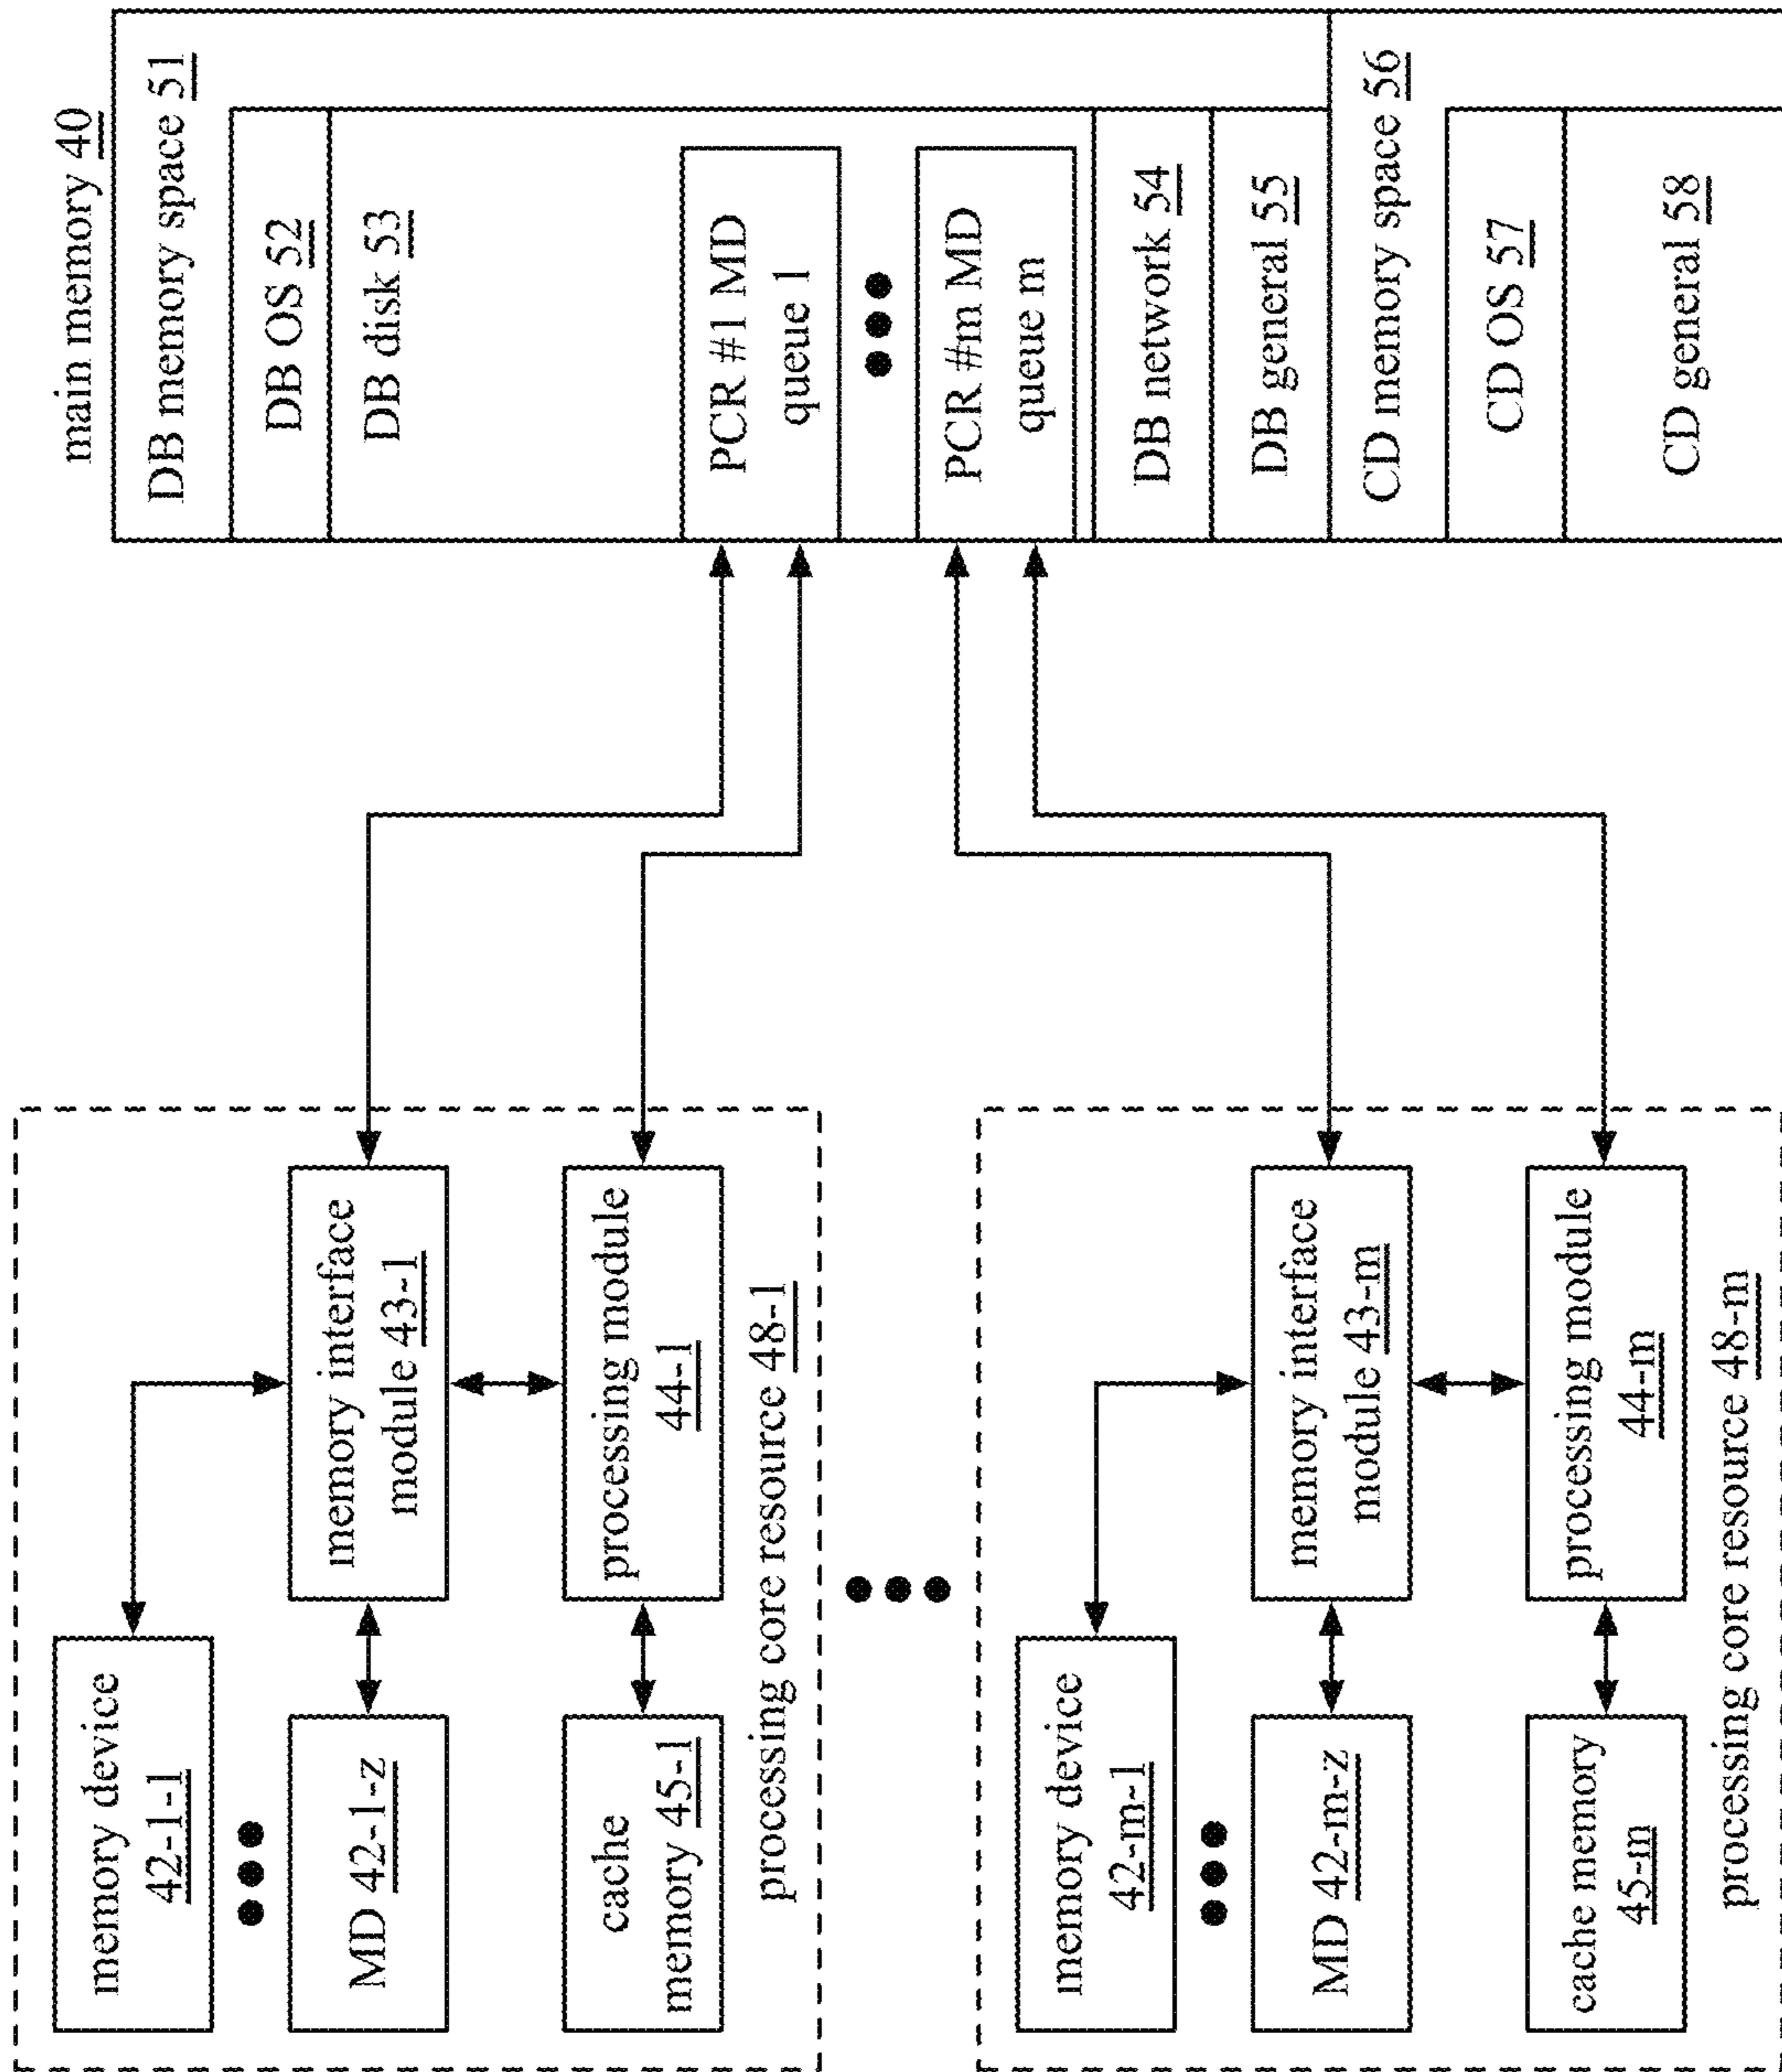 memory device
42-1-1
MD 42-1-z
memory interface
module 43-1
cache
memory 45-1
processing module
44-1
processing core resource 48-1
memory device
42-m-1
MD 42-m-z
memory interface
module 43-m
cache memory
45-m
processing module
44-m
processing core resource 48-m
main memory 40
DB memory space 51
DB OS 52
DB disk 53
PCR #1 MD
queue 1
PCR #m MD
queue m
DB network 54
DB general 55
CD memory space 56
CD OS 57
CD general 58